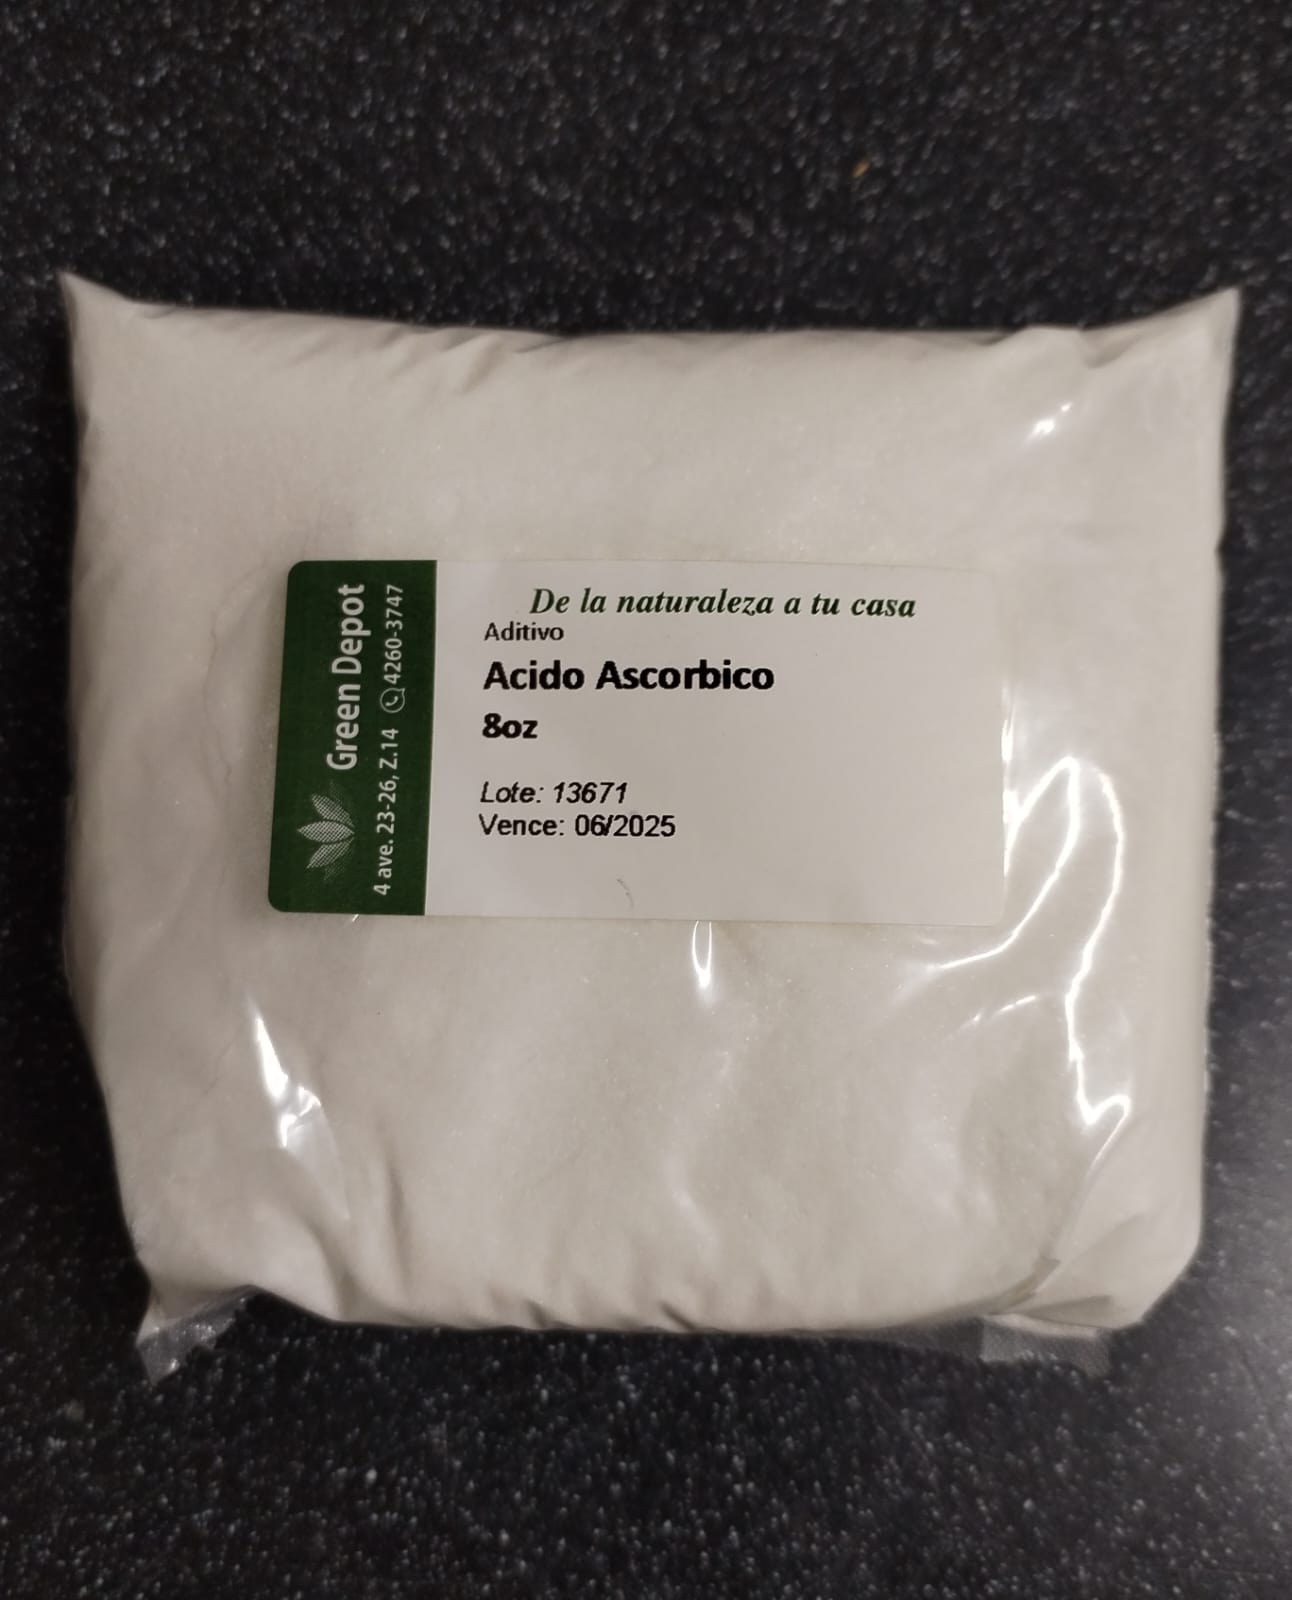 Green Depot
4 ave. 23-26, Z.14 4260-3747
De la naturaleza a tu casa
Aditivo
Acido Ascorbico
8oz
Lote: 13671
Vence: 06/2025